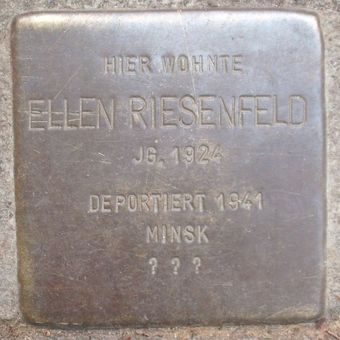 HIER WOHNTE
ELLEN RIESENFELD
JG. 1924
DEPORTIERT 1941
MINSK
? ? ?